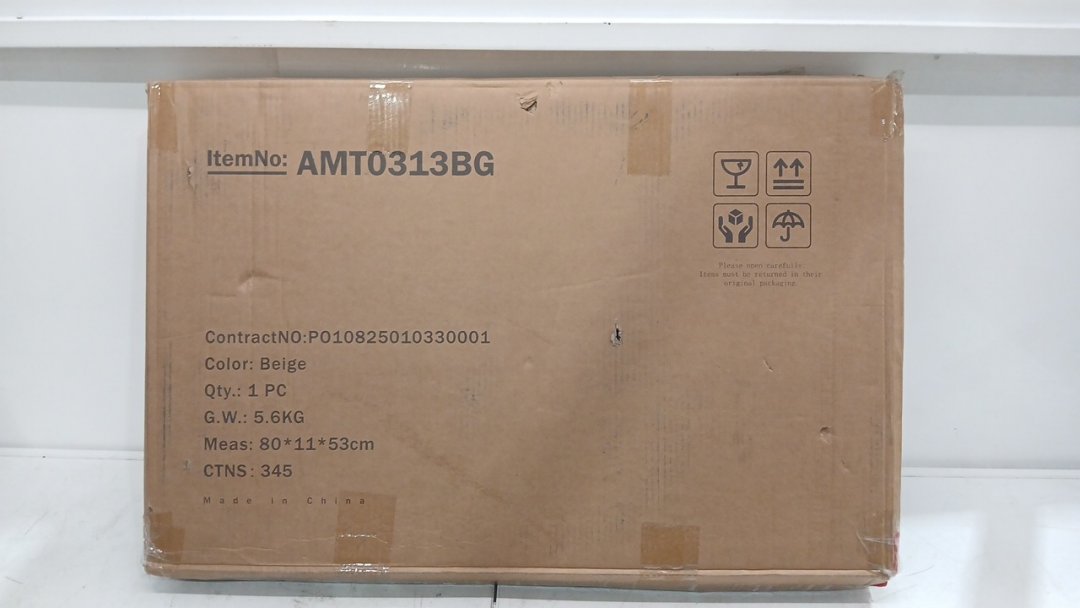 ItemNo: AMT0313BG
Please open carefully.
Items must be returned in their
original packaging.
ContractNO:PO10825010330001
Color: Beige
Qty.: 1 PC
G.W.: 5.6KG
Meas: 80*11*53cm
CTNS: 345
Made in China